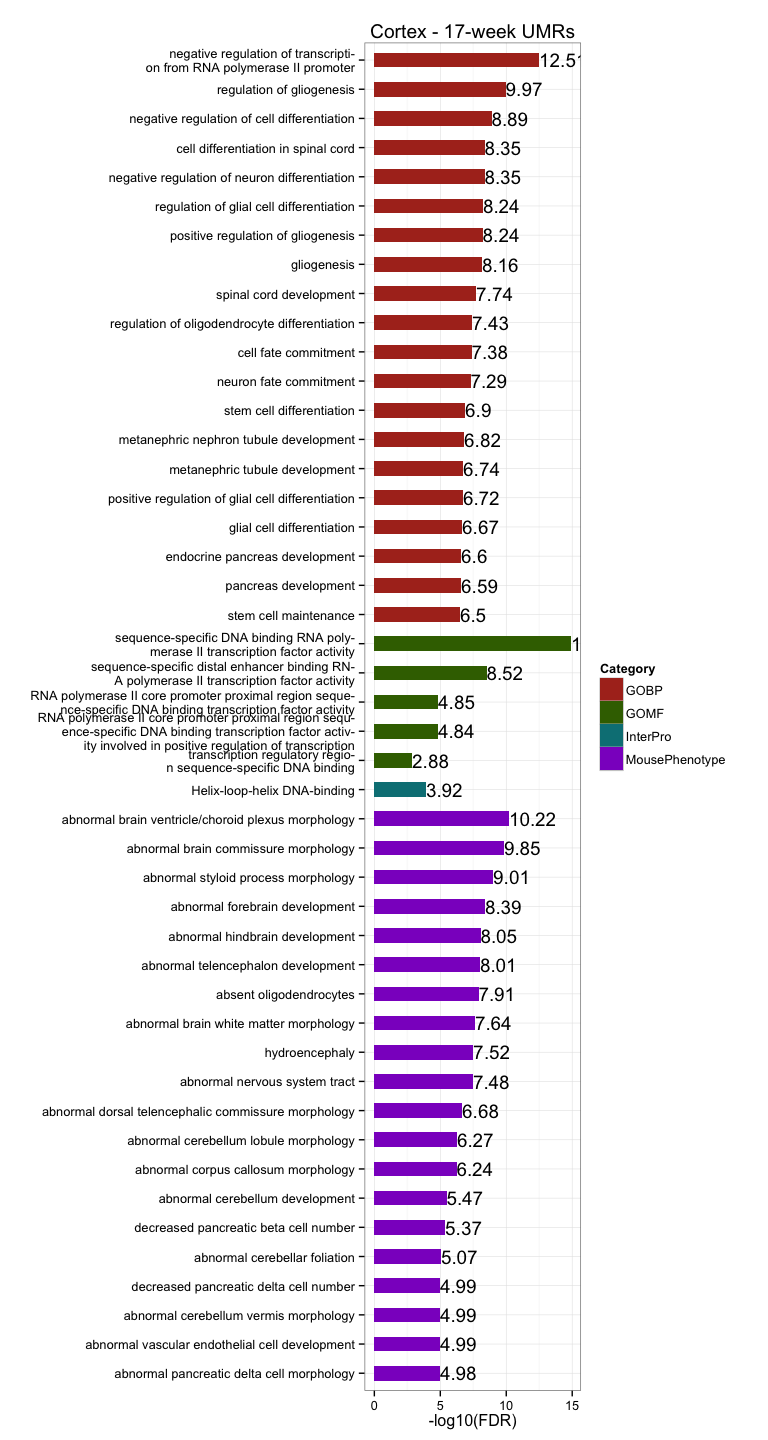 Cortex - 17-week UMRs
negative regulation of transcripti-
on from RNA polymerase II promoter
12.51
regulation of gliogenesis
9.97
negative regulation of cell differentiation
8.89
cell differentiation in spinal cord
8.35
negative regulation of neuron differentiation
8.35
regulation of glial cell differentiation
8.24
positive regulation of gliogenesis
8.24
gliogenesis
8.16
spinal cord development
7.74
regulation of oligodendrocyte differentiation
7.43
cell fate commitment
7.38
neuron fate commitment
7.29
stem cell differentiation
6.9
metanephric nephron tubule development
6.82
metanephric tubule development
6.74
positive regulation of glial cell differentiation
6.72
glial cell differentiation
6.67
endocrine pancreas development
6.6
pancreas development
6.59
stem cell maintenance
6.5
sequence-specific DNA binding RNA poly-
merase II transcription factor activity
1
sequence-specific distal enhancer binding RN-
A polymerase II transcription factor activity
8.52
RNA polymerase II core promoter proximal region seque-
nce-specific DNA binding transcription factor activity
4.85
RNA polymerase II core promoter proximal region sequ-
ence-specific DNA binding transcription factor activ-
ity involved in positive regulation of transcription
4.84
transcription regulatory regio-
n sequence-specific DNA binding
2.88
Helix-loop-helix DNA-binding
3.92
abnormal brain ventricle/choroid plexus morphology
10.22
abnormal brain commissure morphology
9.85
abnormal styloid process morphology
9.01
abnormal forebrain development
8.39
abnormal hindbrain development
8.05
abnormal telencephalon development
8.01
absent oligodendrocytes
7.91
abnormal brain white matter morphology
7.64
hydroencephaly
7.52
abnormal nervous system tract
7.48
abnormal dorsal telencephalic commissure morphology
6.68
abnormal cerebellum lobule morphology
6.27
abnormal corpus callosum morphology
6.24
abnormal cerebellum development
5.47
decreased pancreatic beta cell number
5.37
abnormal cerebellar foliation
5.07
decreased pancreatic delta cell number
4.99
abnormal cerebellum vermis morphology
4.99
abnormal vascular endothelial cell development
4.99
abnormal pancreatic delta cell morphology
4.98
0 5 10 15
-log10(FDR)
Category
GOBP
GOMF
InterPro
MousePhenotype